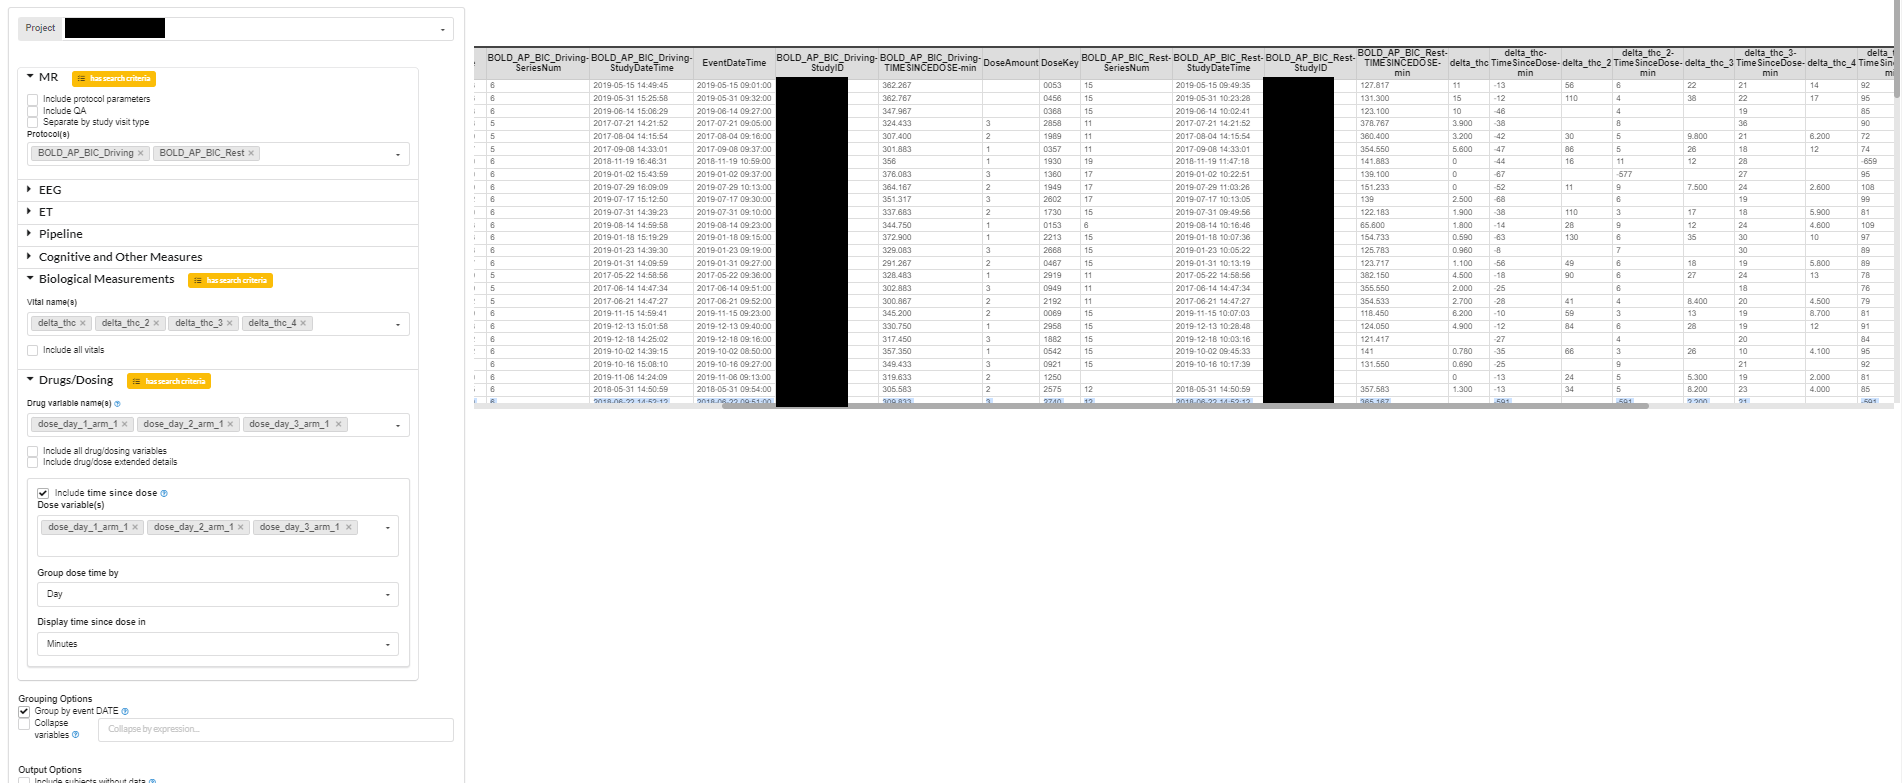 Project
MR has search criteria
Include protocol parameters
Include QA
Separate by study visit type
Protocol(s)
BOLD_AP_BIC_Driving × BOLD_AP_BIC_Rest ×
EEG
ET
Pipeline
Cognitive and Other Measures
Biological Measurements has search criteria
Vital name(s)
delta_thc × delta_thc_2 × delta_thc_3 × delta_thc_4 ×
Include all vitals
Drugs/Dosing has search criteria
Drug variable name(s)
dose_day_1_arm_1 × dose_day_2_arm_1 × dose_day_3_arm_1 ×
Include all drug/dosing variables
Include drug/dose extended details
Include time since dose
Dose variable(s)
dose_day_1_arm_1 × dose_day_2_arm_1 × dose_day_3_arm_1 ×
Group dose time by
Day
Display time since dose in
Minutes
Grouping Options
Group by event DATE
Collapse
variables Collapse by expression...
Output Options
Include subjects without data
BOLD_AP_BIC_Driving-SeriesNum BOLD_AP_BIC_Driving-StudyDateTime EventDateTime BOLD_AP_BIC_Driving-StudyID BOLD_AP_BIC_Driving-TIMESINCEDOSE-min DoseAmount DoseKey BOLD_AP_BIC_Rest-SeriesNum BOLD_AP_BIC_Rest-StudyDateTime BOLD_AP_BIC_Rest-StudyID BOLD_AP_BIC_Rest-TIMESINCEDOSE-min delta_thc delta_thc-TimeSinceDose-min delta_thc_2 delta_thc_2-TimeSinceDose-min delta_thc_3 delta_thc_3-TimeSinceDose-min delta_thc_4
6 2019-05-15 14:49:45 2019-05-15 09:01:00 362.267 0053 15 2019-05-15 09:49:35 127.817 11 -13 56 6 22 21 14 92
6 2019-05-31 15:25:58 2019-05-31 09:32:00 362.767 0456 15 2019-05-31 10:23:28 131.300 15 -12 110 4 38 22 17 95
6 2019-06-14 15:06:29 2019-06-14 09:27:00 347.967 0368 15 2019-06-14 10:02:41 123.100 10 -46 4 19 85
5 2017-07-21 14:21:52 2017-07-21 09:05:00 324.433 3 2858 11 2017-07-21 14:21:52 378.767 3.900 -38 8 36 90
5 2017-08-04 14:15:54 2017-08-04 09:16:00 307.400 2 1989 11 2017-08-04 14:15:54 360.400 3.200 -42 30 5 9.800 21 6.200 72
5 2017-09-08 14:33:01 2017-09-08 09:37:00 301.883 1 0357 11 2017-09-08 14:33:01 354.550 5.600 -47 86 5 26 18 12 74
6 2018-11-19 16:46:31 2018-11-19 10:59:00 356 1 1930 19 2018-11-19 11:47:18 141.883 0 -44 16 11 12 28 -659
6 2019-01-02 15:43:59 2019-01-02 09:37:00 376.083 3 1360 17 2019-01-02 10:22:51 139.100 0 -67 -577 27 95
6 2019-07-29 16:09:09 2019-07-29 10:13:00 364.167 2 1949 17 2019-07-29 11:03:26 151.233 0 -52 11 9 7.500 24 2.600 108
6 2019-07-17 15:12:50 2019-07-17 09:30:00 351.317 3 2602 17 2019-07-17 10:13:05 139 2.500 -68 6 19 99
6 2019-07-31 14:39:23 2019-07-31 09:10:00 337.683 2 1730 15 2019-07-31 09:49:56 122.183 1.900 -38 110 3 17 18 5.900 81
6 2019-08-14 14:59:58 2019-08-14 09:23:00 344.750 1 0153 6 2019-08-14 10:16:46 65.600 1.800 -14 28 9 12 24 4.600 109
6 2019-01-18 15:19:29 2019-01-18 09:15:00 372.900 1 2213 15 2019-01-18 10:07:36 154.733 0.590 -63 130 6 35 30 10 97
6 2019-01-23 14:39:30 2019-01-23 09:19:00 329.083 3 2668 15 2019-01-23 10:05:22 125.783 0.960 -8 7 30 89
6 2019-01-31 14:09:59 2019-01-31 09:27:00 291.267 2 0467 15 2019-01-31 10:13:19 123.717 1.100 -56 49 6 18 19 5.800 89
5 2017-05-22 14:58:56 2017-05-22 09:36:00 328.483 1 2919 11 2017-05-22 14:58:56 382.150 4.500 -18 90 6 27 24 13 78
5 2017-06-14 14:47:34 2017-06-14 09:51:00 302.883 3 0949 11 2017-06-14 14:47:34 355.550 2.000 -25 6 18 76
5 2017-06-21 14:47:27 2017-06-21 09:52:00 300.867 2 2192 11 2017-06-21 14:47:27 354.533 2.700 -28 41 4 8.400 20 4.500 79
6 2019-11-15 14:59:41 2019-11-15 09:23:00 345.200 2 0069 15 2019-11-15 10:07:03 118.450 6.200 -10 59 3 13 19 8.700 81
6 2019-12-13 15:01:58 2019-12-13 09:40:00 330.750 1 2958 15 2019-12-13 10:28:48 124.050 4.900 -12 84 6 28 19 12 91
6 2019-12-18 14:25:02 2019-12-18 09:16:00 317.450 3 1882 15 2019-12-18 10:03:16 121.417 -27 4 20 84
6 2019-10-02 14:39:15 2019-10-02 08:50:00 357.350 1 0542 15 2019-10-02 09:45:33 141 0.780 -35 66 3 26 10 4.100 95
6 2019-10-16 15:08:10 2019-10-16 09:27:00 349.433 3 0921 15 2019-10-16 10:17:39 131.550 0.690 -25 9 21 92
6 2019-11-06 14:24:09 2019-11-06 09:13:00 319.633 2 1250 0 -13 24 5 5.300 19 2.000 81
6 2018-05-31 14:50:59 2018-05-31 09:54:00 305.583 2 2575 12 2018-05-31 14:50:59 357.583 1.300 -13 34 5 8.200 23 4.000 85
6 2018-06-22 14:52:12 2018-06-22 09:51:00 309.833 3 2740 12 2018-06-22 14:52:12 365.167 -591 -591 2.200 21 -591